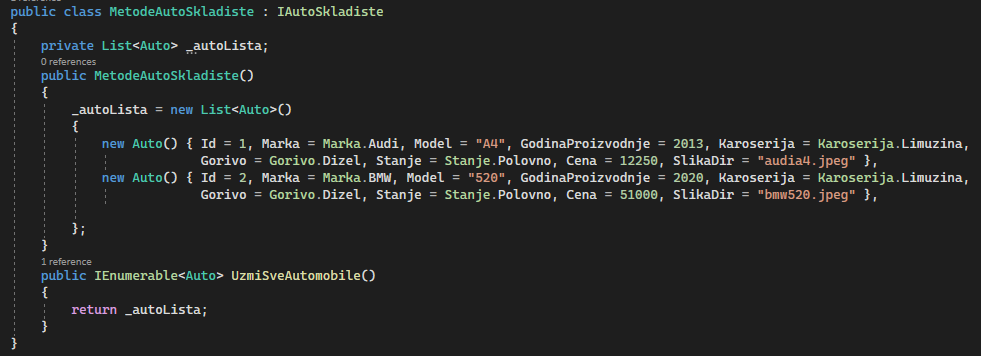 public class MetodeAutoSkladiste : IAutoSkladiste
{
private List<Auto> _autoLista;
0 references
public MetodeAutoSkladiste()
{
_autoLista = new List<Auto>()
{
new Auto() { Id = 1, Marka = Marka.Audi, Model = "A4", GodinaProizvodnje = 2013, Karoserija = Karoserija.Limuzina,
Gorivo = Gorivo.Dizel, Stanje = Stanje.Polovno, Cena = 12250, SlikaDir = "audia4.jpeg" },
new Auto() { Id = 2, Marka = Marka.BMW, Model = "520", GodinaProizvodnje = 2020, Karoserija = Karoserija.Limuzina,
Gorivo = Gorivo.Dizel, Stanje = Stanje.Polovno, Cena = 51000, SlikaDir = "bmw520.jpeg" },
};
}
1 reference
public IEnumerable<Auto> UzmiSveAutomobile()
{
return _autoLista;
}
}